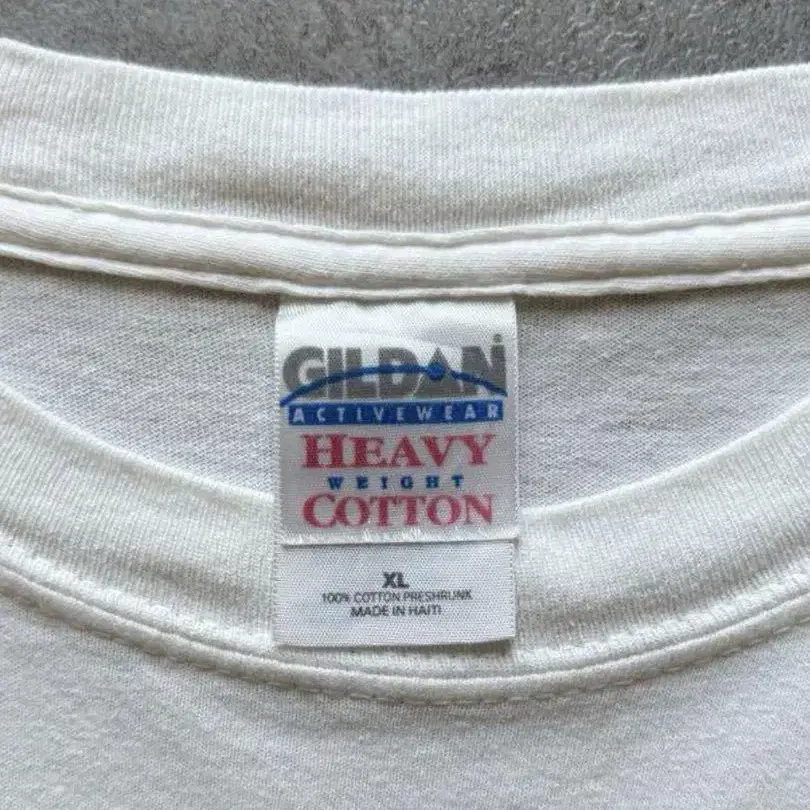 GILDAN
ACTIVEWEAR
HEAVY
WEIGHT
COTTON
XL
100% COTTON PRESHRUNK
MADE IN HAITI